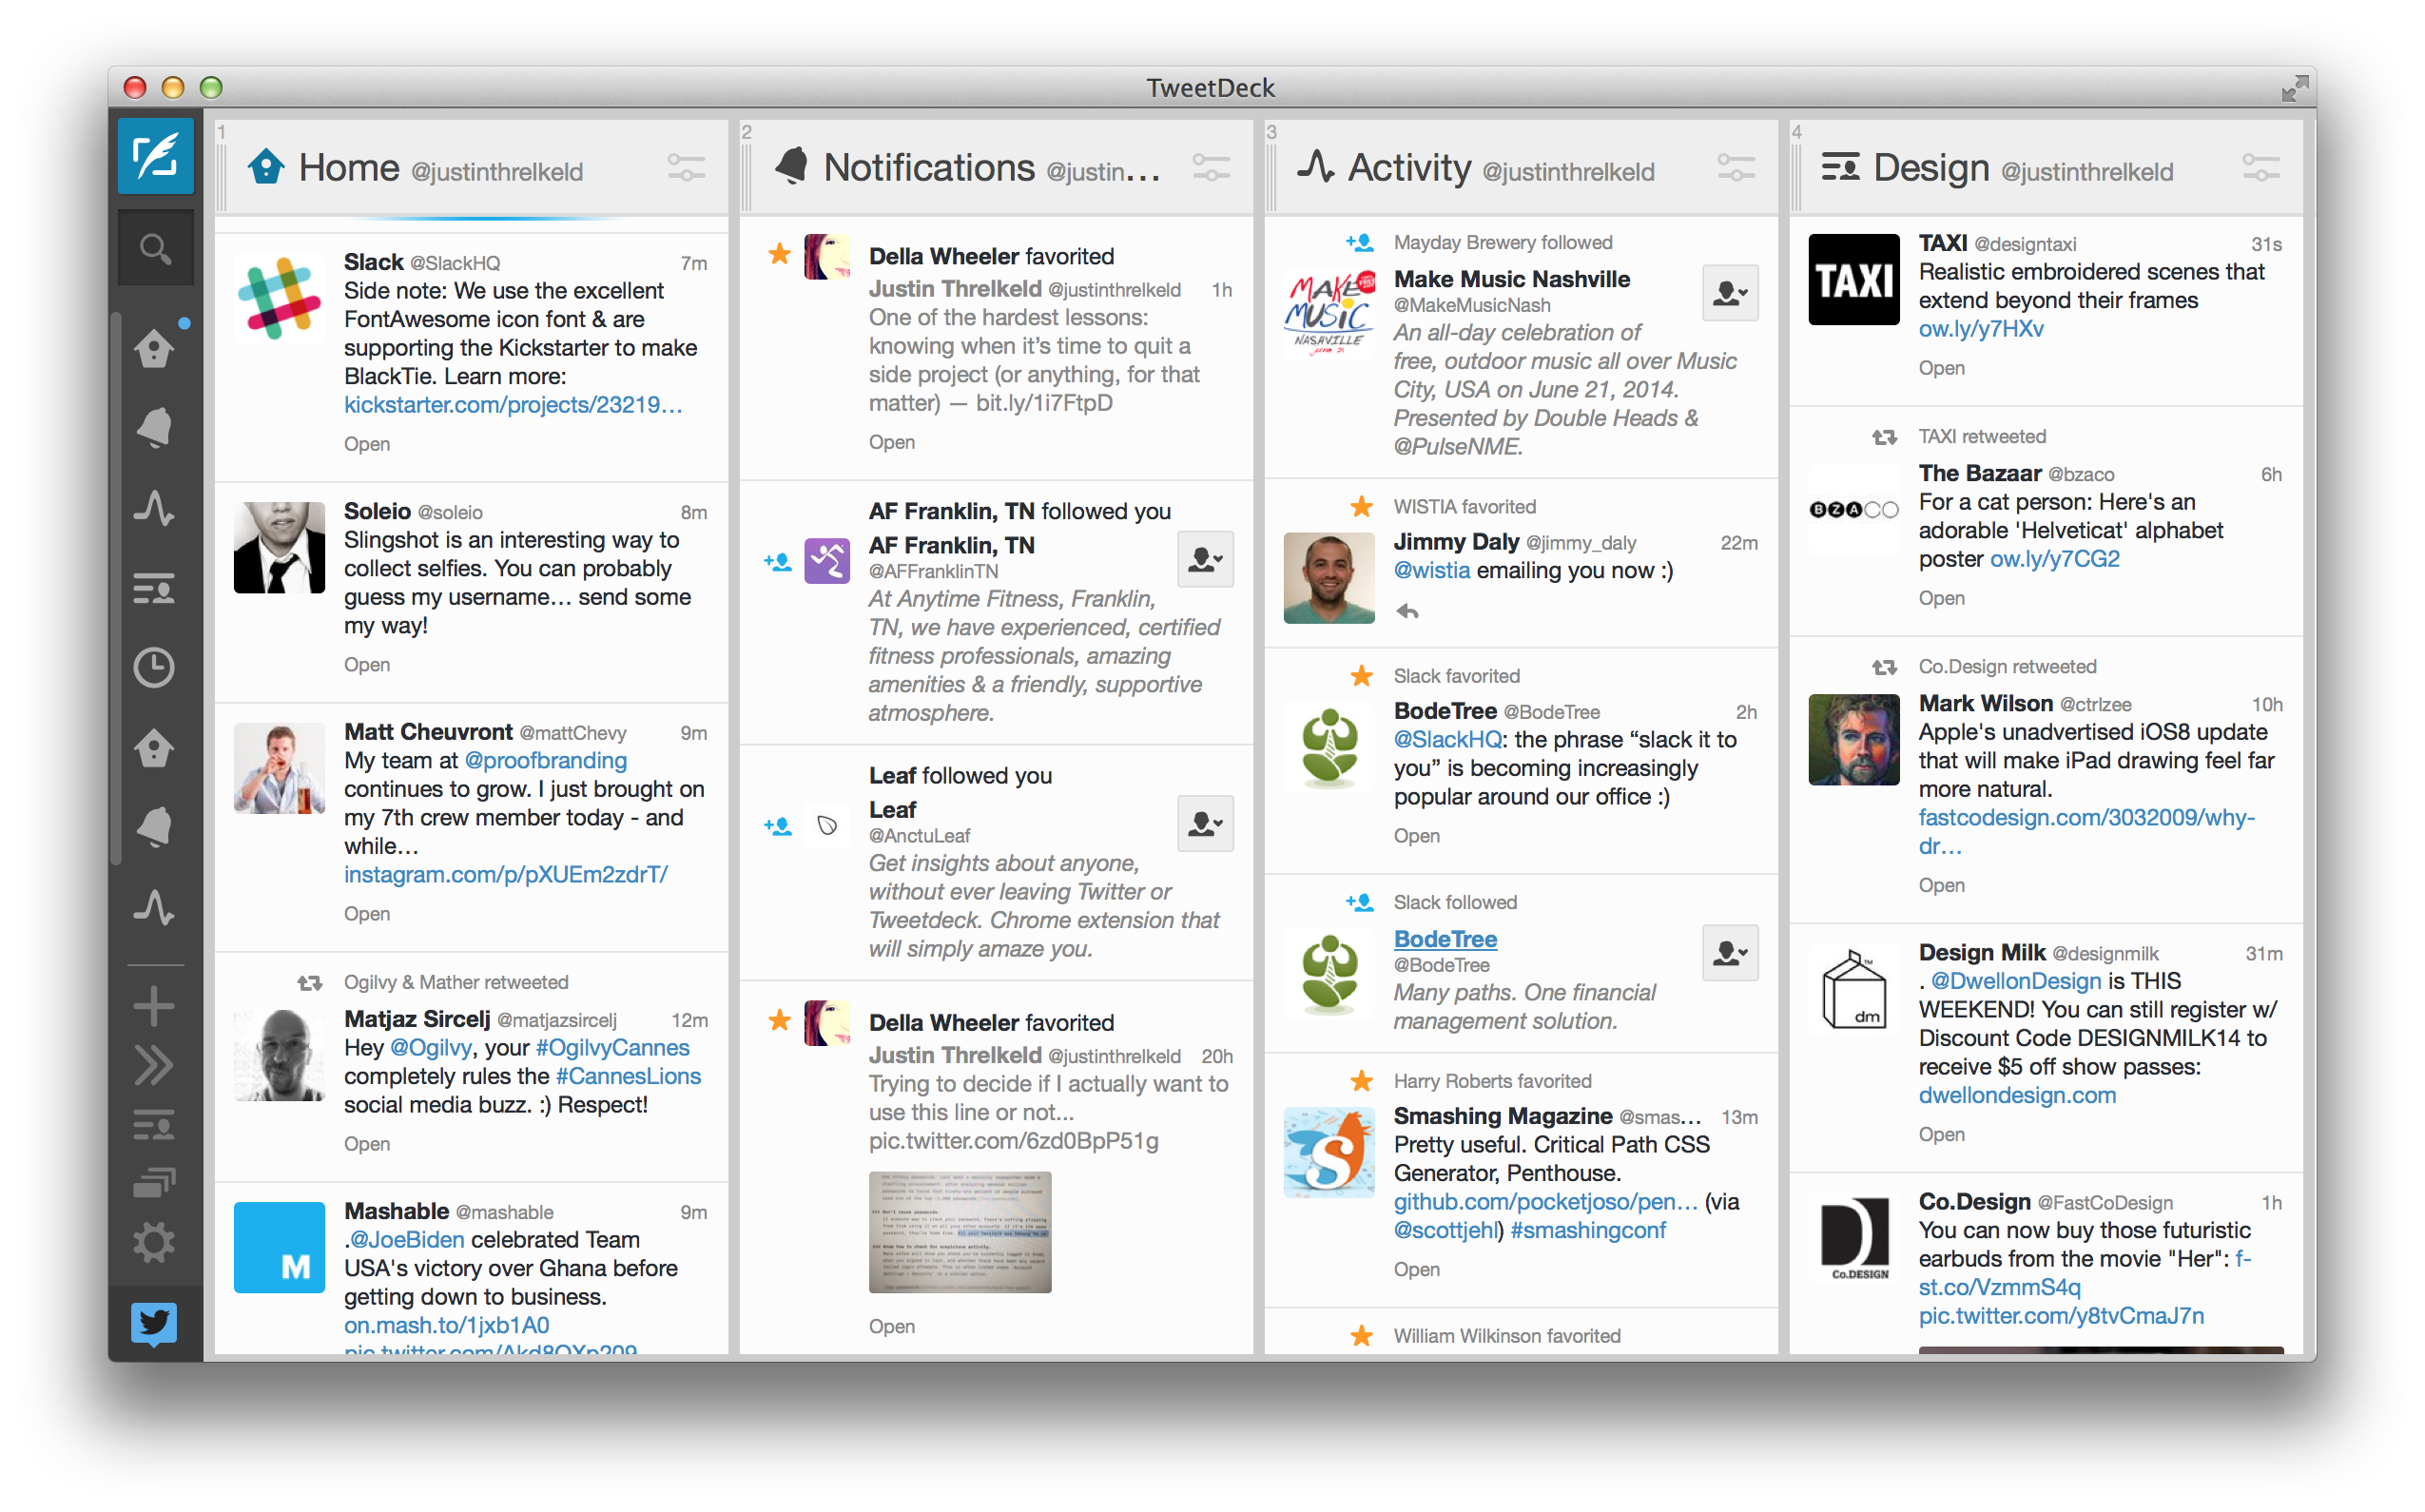 TweetDeck
1
Home @justinthrelkeld
Slack @SlackHQ 7m
Side note: We use the excellent
FontAwesome icon font & are
supporting the Kickstarter to make
BlackTie. Learn more:
kickstarter.com/projects/23219…
Open
Soleio @soleio 8m
Slingshot is an interesting way to
collect selfies. You can probably
guess my username… send some
my way!
Open
Matt Cheuvront @mattChevy 9m
My team at @proofbranding
continues to grow. I just brought on
my 7th crew member today - and
while…
instagram.com/p/pXUEm2zdrT/
Open
Ogilvy & Mather retweeted
Matjaz Sircelj @matjazsircelj 12m
Hey @Ogilvy, your #OgilvyCannes
completely rules the #CannesLions
social media buzz. :) Respect!
Open
M
Mashable @mashable 9m
.@JoeBiden celebrated Team
USA's victory over Ghana before
getting down to business.
on.mash.to/1jxb1A0
pic.twitter.com/Akd8QXp209
2
Notifications @justin…
Della Wheeler favorited
Justin Threlkeld @justinthrelkeld 1h
One of the hardest lessons:
knowing when it's time to quit a
side project (or anything, for that
matter) — bit.ly/1i7FtpD
Open
AF Franklin, TN followed you
AF Franklin, TN
@AFFranklinTN
At Anytime Fitness, Franklin,
TN, we have experienced, certified
fitness professionals, amazing
amenities & a friendly, supportive
atmosphere.
Leaf followed you
Leaf
@AnctuLeaf
Get insights about anyone,
without ever leaving Twitter or
Tweetdeck. Chrome extension that
will simply amaze you.
Della Wheeler favorited
Justin Threlkeld @justinthrelkeld 20h
Trying to decide if I actually want to
use this line or not...
pic.twitter.com/6zd0BpP51g
Open
3
Activity @justinthrelkeld
Mayday Brewery followed
MAKE
MUSIC
NASHVILLE
Make Music Nashville
@MakeMusicNash
An all-day celebration of
free, outdoor music all over Music
City, USA on June 21, 2014.
Presented by Double Heads &
@PulseNME.
WISTIA favorited
Jimmy Daly @jimmy_daly 22m
@wistia emailing you now :)
Slack favorited
BodeTree @BodeTree 2h
@SlackHQ: the phrase “slack it to
you” is becoming increasingly
popular around our office :)
Open
Slack followed
BodeTree
@BodeTree
Many paths. One financial
management solution.
Harry Roberts favorited
Smashing Magazine @smas… 13m
Pretty useful. Critical Path CSS
Generator, Penthouse.
github.com/pocketjoso/pen… (via
@scottjehl) #smashingconf
Open
William Wilkinson favorited
4
Design @justinthrelkeld
TAXI
TAXI @designtaxi 31s
Realistic embroidered scenes that
extend beyond their frames
ow.ly/y7HXv
Open
TAXI retweeted
BZACO
The Bazaar @bzaco 6h
For a cat person: Here's an
adorable 'Helveticat' alphabet
poster ow.ly/y7CG2
Open
Co.Design retweeted
Mark Wilson @ctrlzee 10h
Apple's unadvertised iOS8 update
that will make iPad drawing feel far
more natural.
fastcodesign.com/3032009/why-
dr…
Open
dm
Design Milk @designmilk 31m
. @DwellonDesign is THIS
WEEKEND! You can still register w/
Discount Code DESIGNMILK14 to
receive $5 off show passes:
dwellondesign.com
Open
Co.DESIGN
Co.Design @FastCoDesign 1h
You can now buy those futuristic
earbuds from the movie "Her": f-
st.co/VzmmS4q
pic.twitter.com/y8tvCmaJ7n